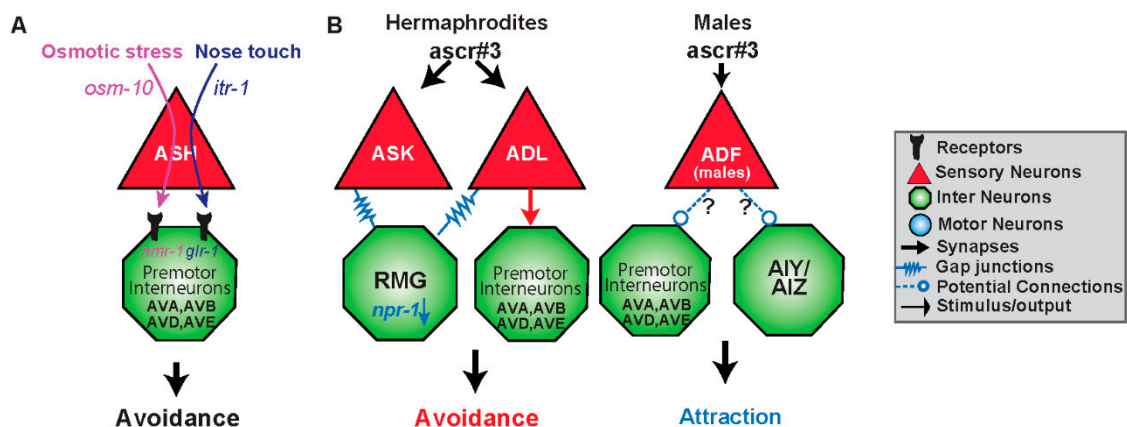 A
Osmotic stress
Nose touch
osm-10
itr-1
ASH
nmr-1 glr-1
Premotor
Interneurons
AVA,AVB
AVD,AVE
Avoidance
B
Hermaphrodites
ascr#3
ASK
ADL
RMG
npr-1
Premotor
Interneurons
AVA,AVB
AVD,AVE
Avoidance
Males
ascr#3
ADF
(males)
?
?
Premotor
Interneurons
AVA,AVB
AVD,AVE
AIY/
AIZ
Attraction
Receptors
Sensory Neurons
Inter Neurons
Motor Neurons
Synapses
Gap junctions
Potential Connections
Stimulus/output